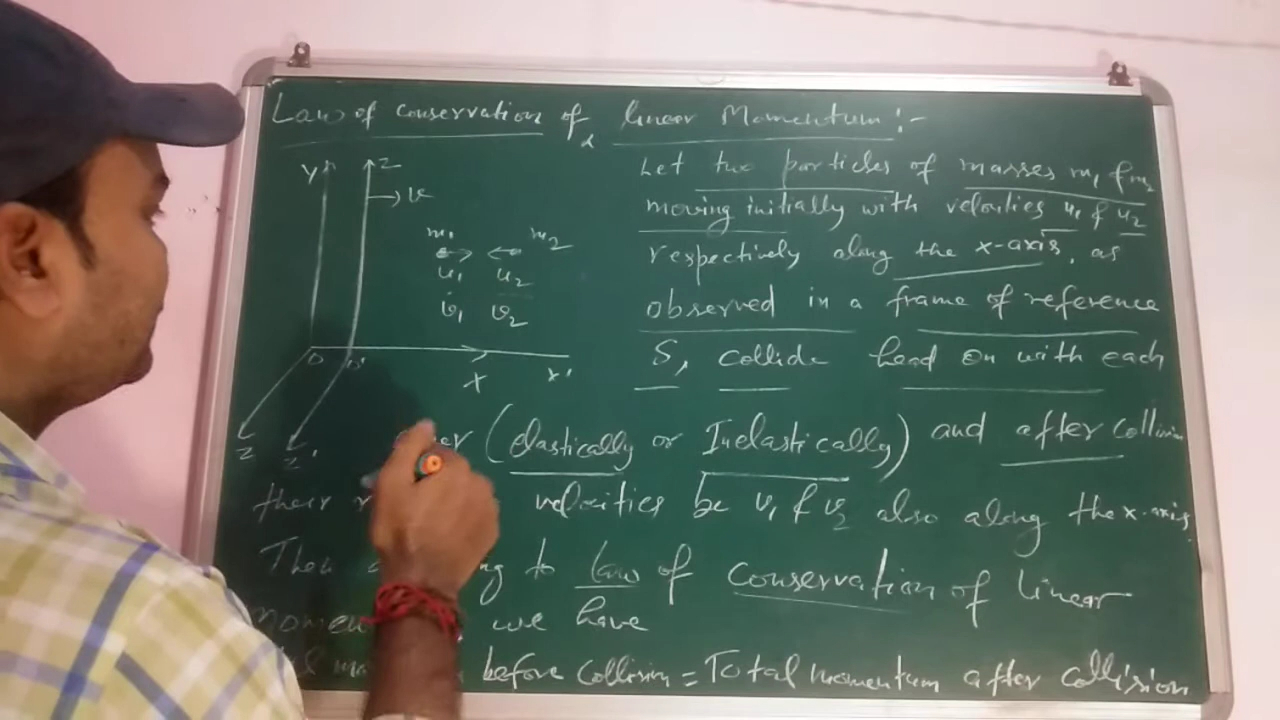 Law of conservation of linear Momentum :-
Y Z
u
m1 m2
u1 u2
v1 v2
O O'
X X'
Z Z'
Let two particles of masses m1 & m2
moving initially with velocities u1 & u2
respectively along the x-axis, as
observed in a frame of reference
S, collide head on with each
(elastically or Inelastically) and after collision
their velocities be v1 & v2 also along the x-axis.
Then to law of Conservation of linear
we have
before collision = Total momentum after collision